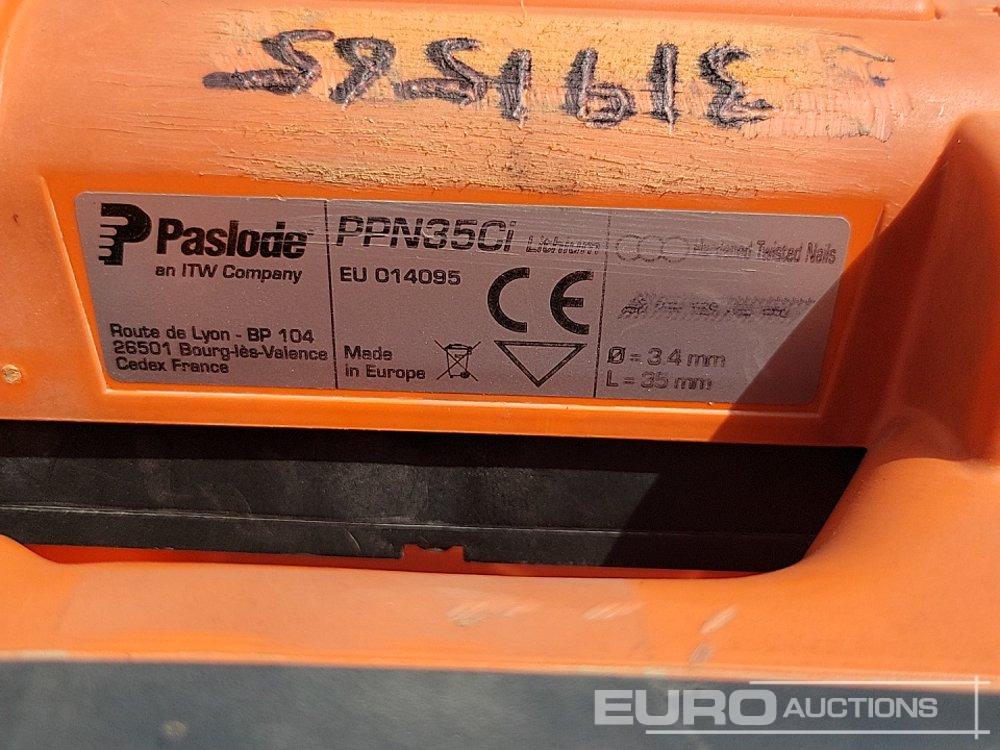 Paslode
an ITW Company
Route de Lyon - BP 104
26501 Bourg-lès-Valence
Cedex France
PPN35Ci Lithium
EU 014095
CE
Made
in Europe
Twisted Nails
Ø = 3.4 mm
L = 35 mm
EURO AUCTIONS